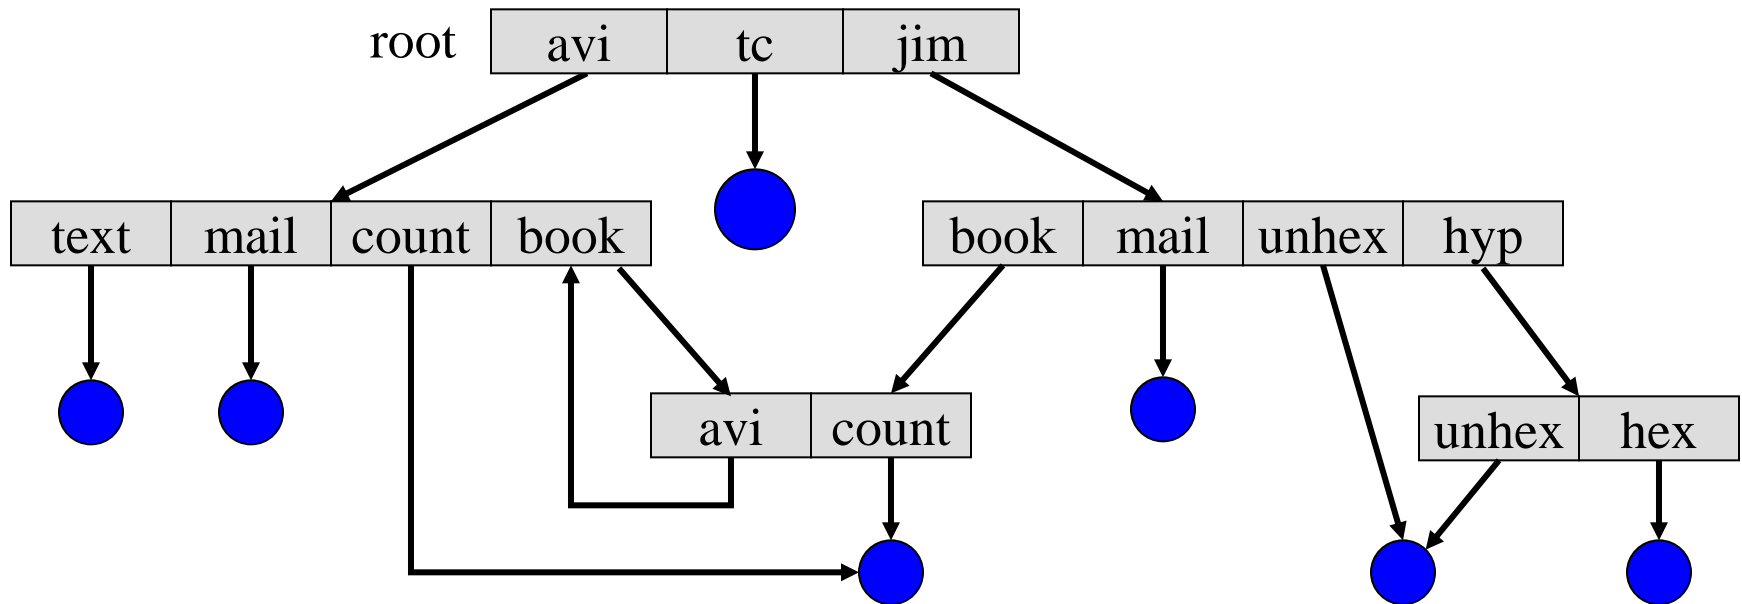 root avi tc jim
text mail count book book mail unhex hyp
avi count unhex hex